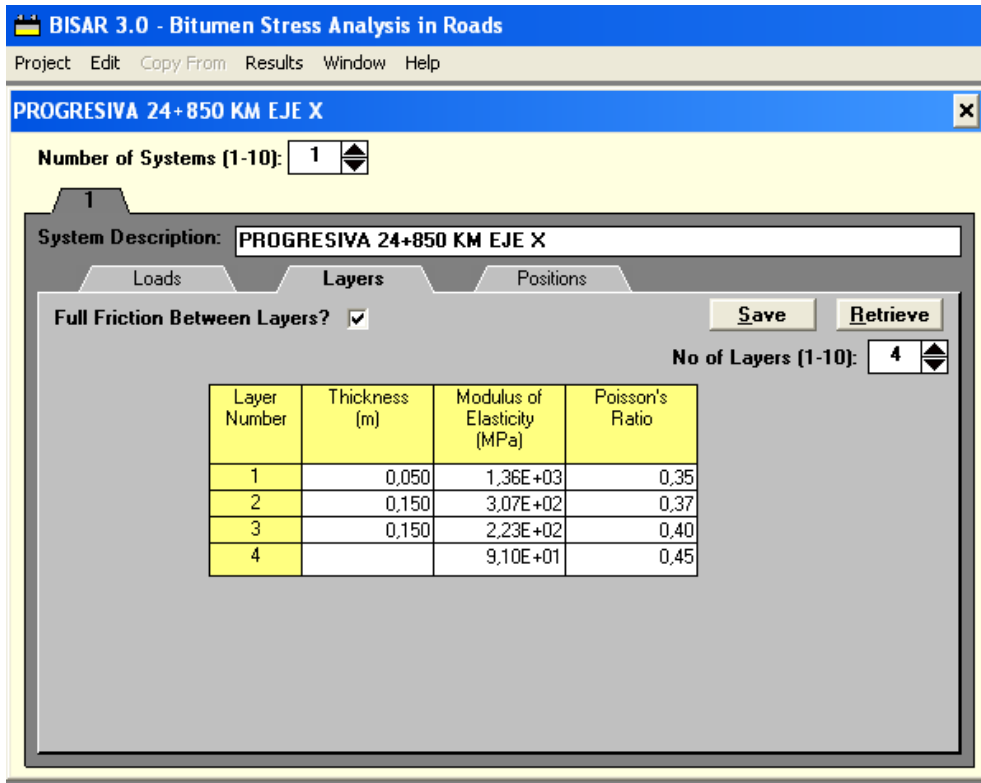 BISAR 3.0 - Bitumen Stress Analysis in Roads
Project Edit Copy From Results Window Help
PROGRESIVA 24+850 KM EJE X
Number of Systems (1-10): 1
1
System Description: PROGRESIVA 24+850 KM EJE X
Loads Layers Positions
Full Friction Between Layers? Save Retrieve
No of Layers (1-10): 4
Layer Number Thickness (m) Modulus of Elasticity (MPa) Poisson's Ratio
1 0,050 1,36E+03 0,35
2 0,150 3,07E+02 0,37
3 0,150 2,23E+02 0,40
4 9,10E+01 0,45